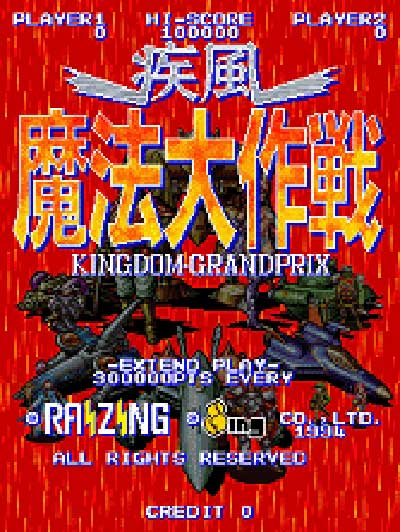 PLAYER1 HI-SCORE PLAYER2
0 100000 0
疾風
魔法大作戦
KINGDOM·GRANDPRIX
-EXTEND PLAY-
300000PTS EVERY
© RAIZING © CO.,LTD.
1994
ALL RIGHTS RESERVED
CREDIT 0